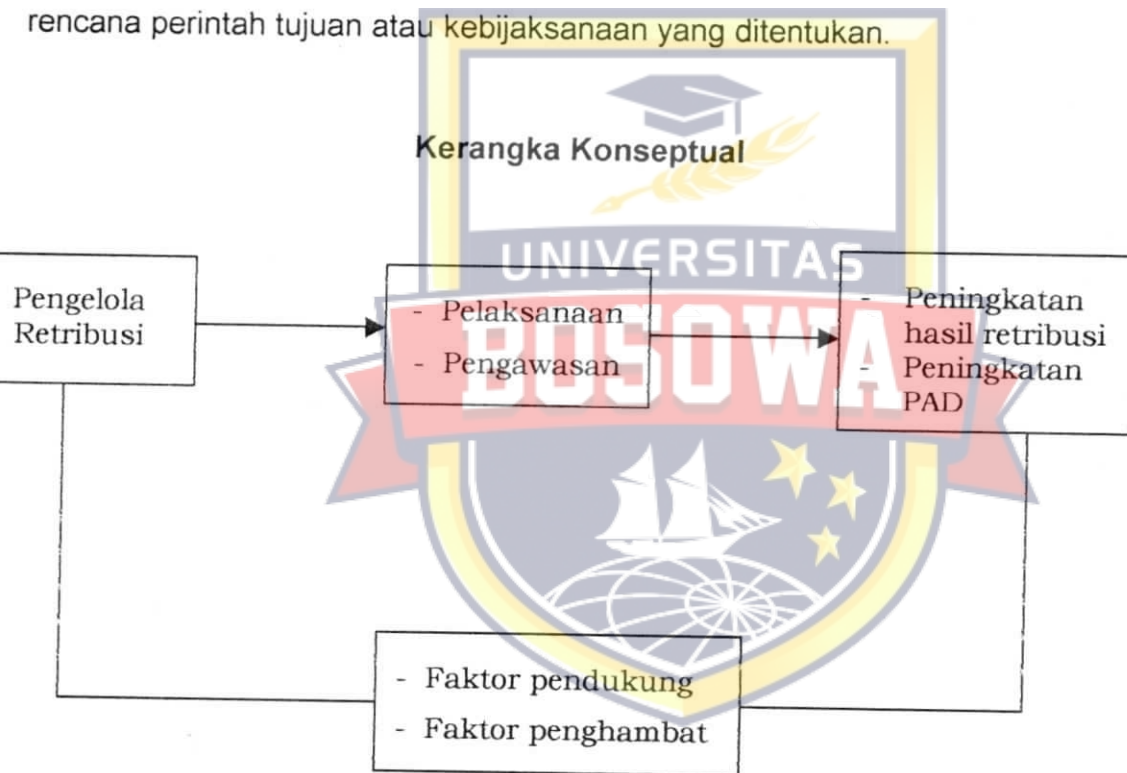 rencana perintah tujuan atau kebijaksanaan yang ditentukan.
Kerangka Konseptual
UNIVERSITAS
BOSOWA
Pengelola
Retribusi
- Pelaksanaan
- Pengawasan
- Peningkatan
hasil retribusi
- Peningkatan
PAD
- Faktor pendukung
- Faktor penghambat